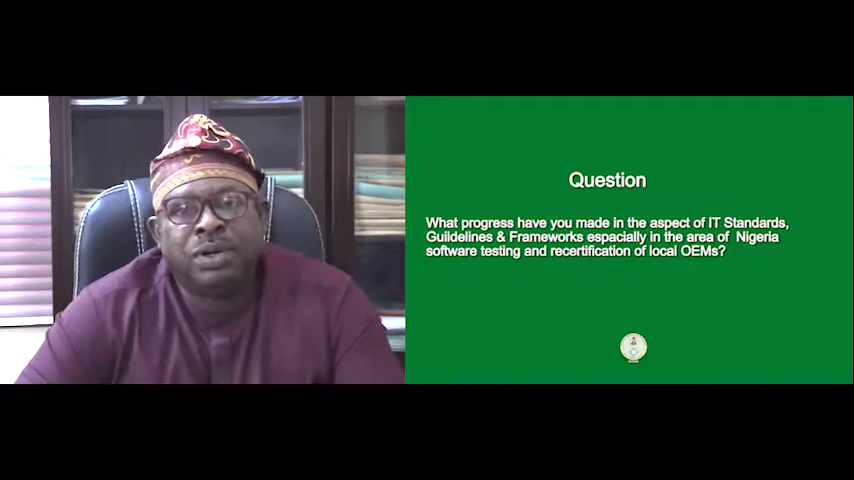 Question
What progress have you made in the aspect of IT Standards,
Guildelines & Frameworks espacially in the area of Nigeria
software testing and recertification of local OEMs?